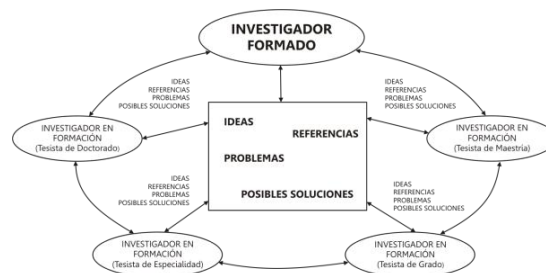 INVESTIGADOR
FORMADO
IDEAS
REFERENCIAS
PROBLEMAS
POSIBLES SOLUCIONES
IDEAS
REFERENCIAS
PROBLEMAS
POSIBLES SOLUCIONES
INVESTIGADOR EN
FORMACIÓN
(Tesista de Doctorado)
IDEAS
REFERENCIAS
PROBLEMAS
POSIBLES SOLUCIONES
INVESTIGADOR EN
FORMACIÓN
(Tesista de Maestria)
IDEAS
REFERENCIAS
PROBLEMAS
POSIBLES SOLUCIONES
IDEAS
REFERENCIAS
PROBLEMAS
POSIBLES SOLUCIONES
INVESTIGADOR EN
FORMACIÓN
(Tesista de Especialidad)
INVESTIGADOR EN
FORMACIÓN
(Tesista de Grado)